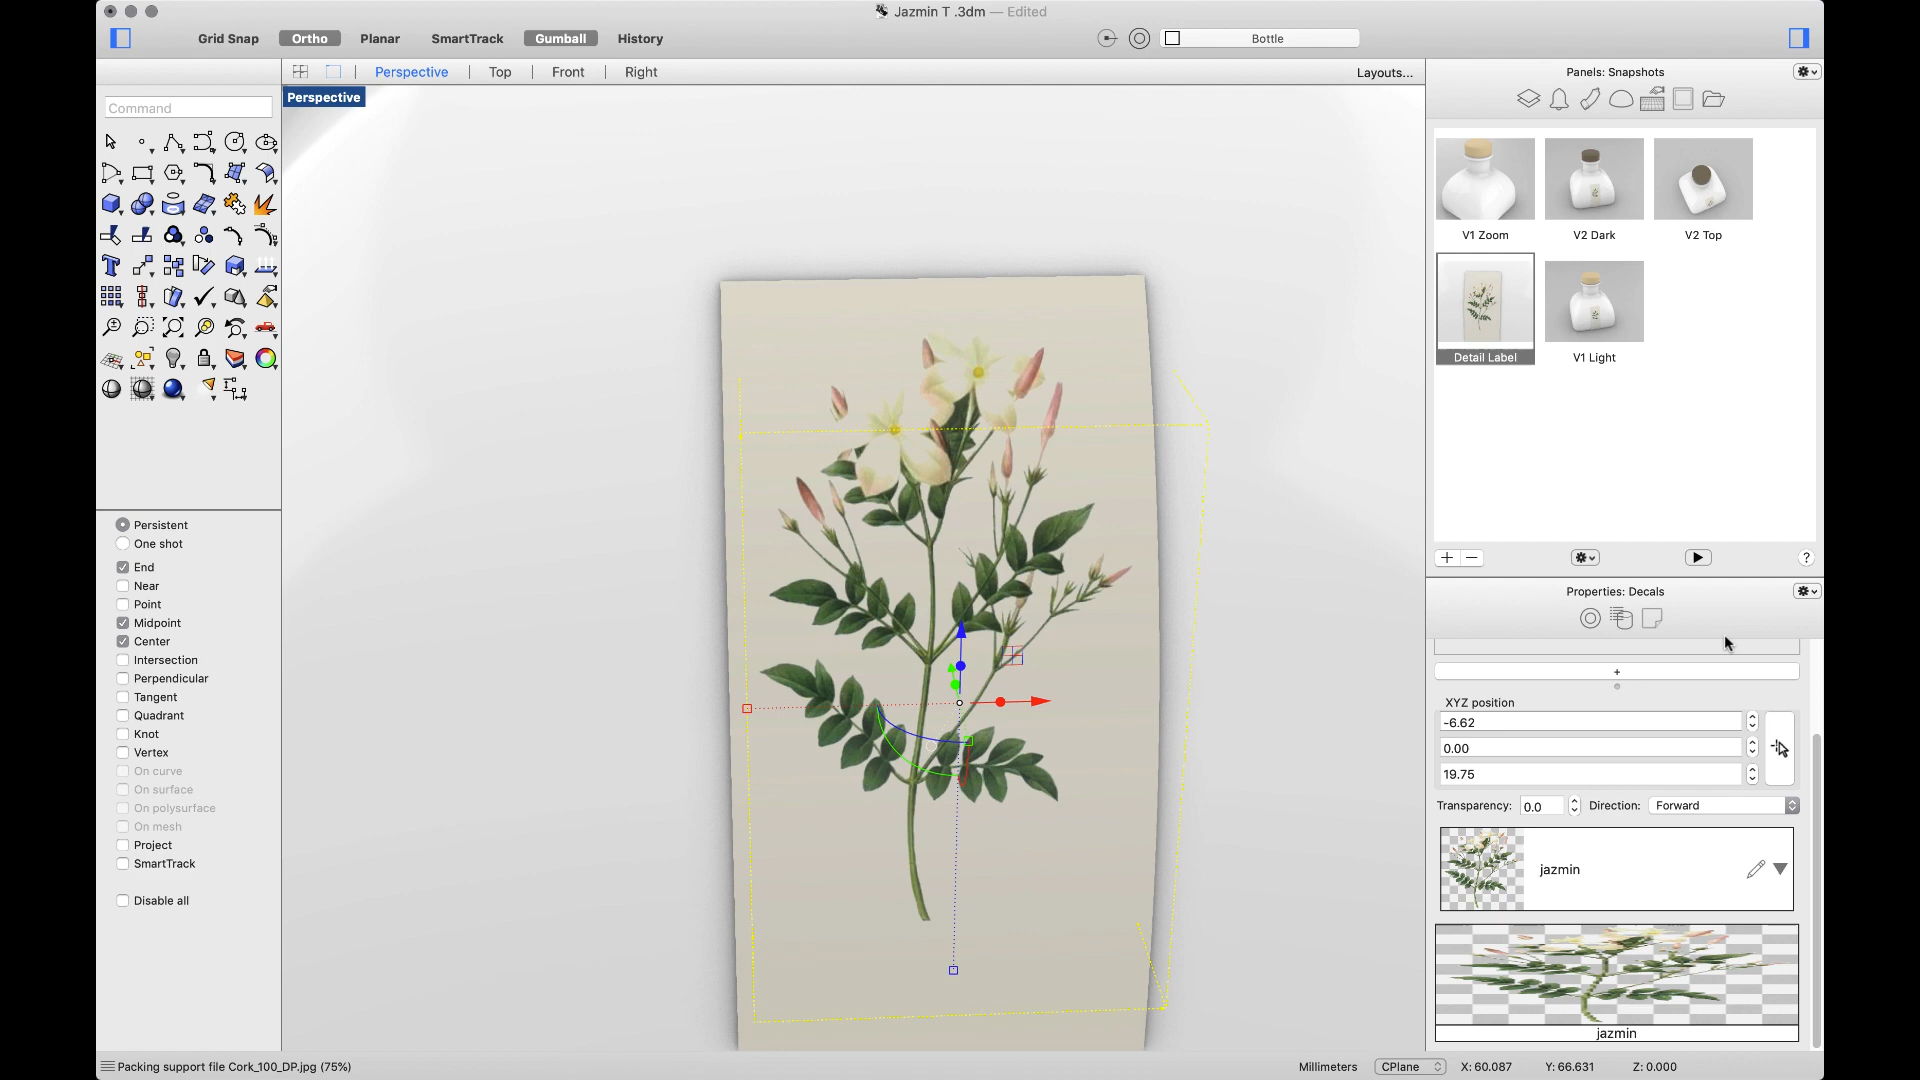 Jazmin T .3dm — Edited
Grid Snap
Ortho
Planar
SmartTrack
Gumball
History
Bottle
Perspective
Top
Front
Right
Layouts...
Panels: Snapshots
Command
Perspective
V1 Zoom
V2 Dark
V2 Top
Detail Label
V1 Light
Persistent
One shot
End
Near
Point
Midpoint
Center
Intersection
Perpendicular
Tangent
Quadrant
Knot
Vertex
On curve
On surface
On polysurface
On mesh
Project
SmartTrack
Disable all
+
−
?
Properties: Decals
+
XYZ position
-6.62
0.00
19.75
Transparency: 0.0 Direction: Forward
jazmin
jazmin
Packing support file Cork_100_DP.jpg (75%)
Millimeters
CPlane
X: 60.087
Y: 66.631
Z: 0.000